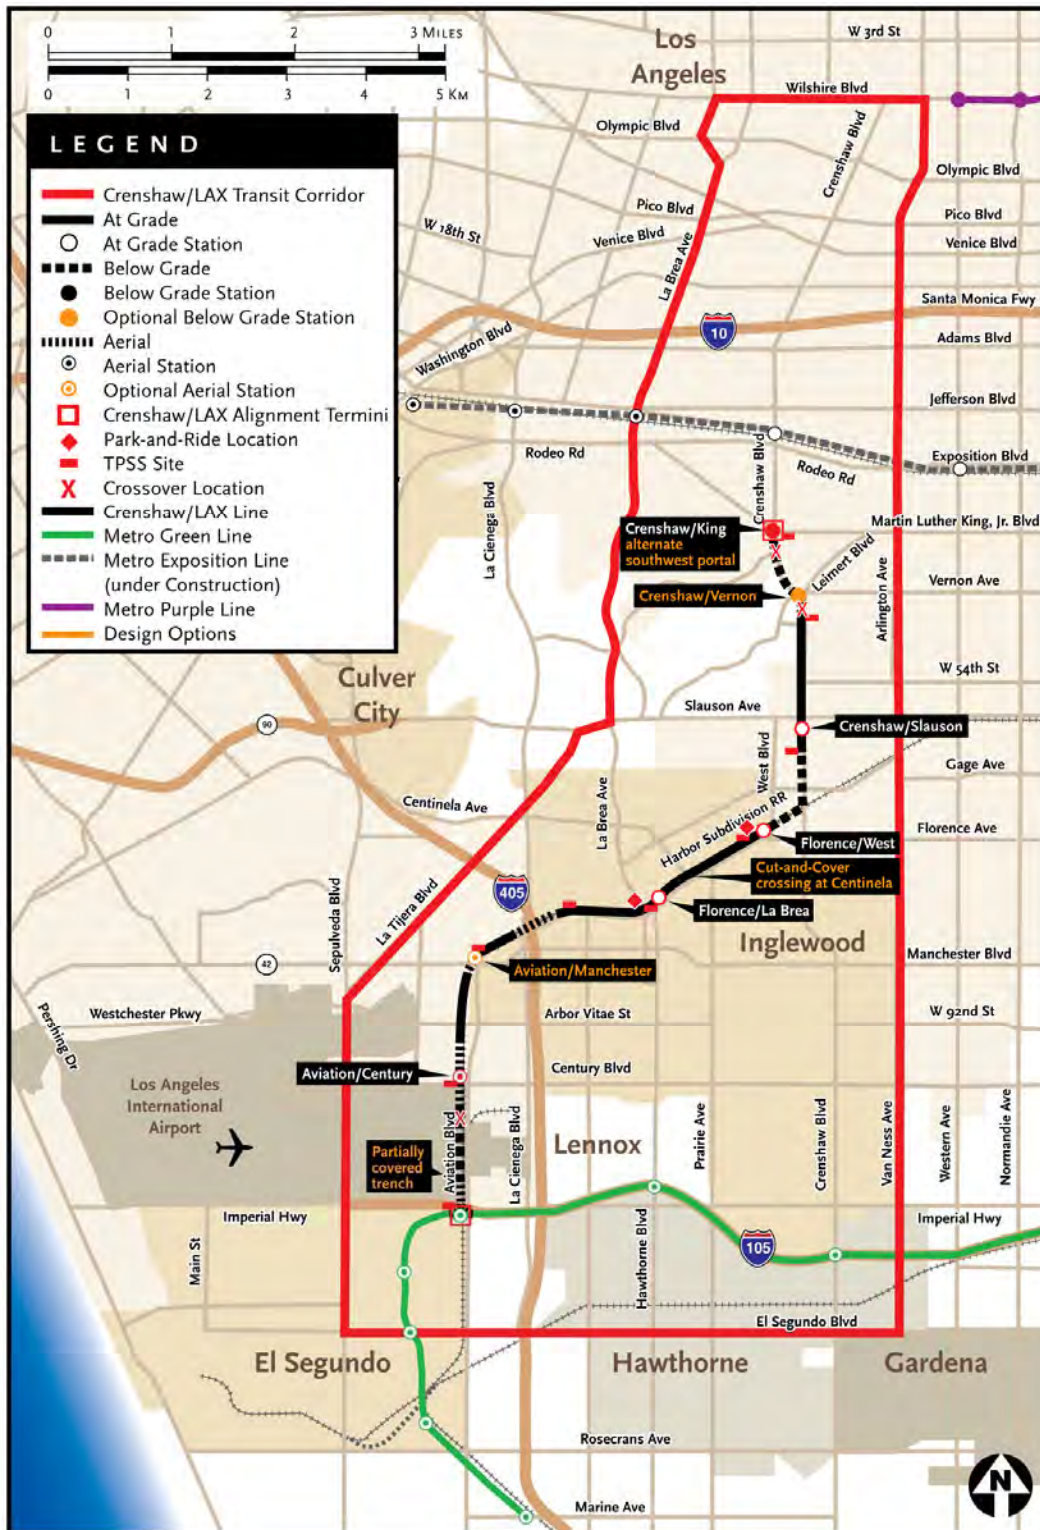 0 1 2 3 MILES
0 1 2 3 4 5 KM
LEGEND
Crenshaw/LAX Transit Corridor
At Grade
At Grade Station
Below Grade
Below Grade Station
Optional Below Grade Station
Aerial
Aerial Station
Optional Aerial Station
Crenshaw/LAX Alignment Termini
Park-and-Ride Location
TPSS Site
X Crossover Location
Crenshaw/LAX Line
Metro Green Line
Metro Exposition Line
(under Construction)
Metro Purple Line
Design Options
Los
Angeles
W 3rd St
Wilshire Blvd
Olympic Blvd
Crenshaw Blvd
Olympic Blvd
Pico Blvd
Pico Blvd
W 18th St
Venice Blvd
Venice Blvd
La Brea Ave
Santa Monica Fwy
10
Adams Blvd
Washington Blvd
Jefferson Blvd
Rodeo Rd
Crenshaw Blvd
Rodeo Rd
Exposition Blvd
La Cienega Blvd
Crenshaw/King
alternate
southwest portal
Martin Luther King, Jr. Blvd
Leimert Blvd
Arlington Ave
Vernon Ave
Crenshaw/Vernon
X
X
W 54th St
Culver
City
90
Slauson Ave
Crenshaw/Slauson
West Blvd
Gage Ave
Centinela Ave
La Brea Ave
Harbor Subdivision RR
Florence Ave
Florence/West
Cut-and-Cover
crossing at Centinela
405
Florence/La Brea
La Tijera Blvd
Sepulveda Blvd
Inglewood
42
Manchester Blvd
Aviation/Manchester
Pershing Dr
Westchester Pkwy
Arbor Vitae St
W 92nd St
Aviation/Century
Century Blvd
Los Angeles
International
Airport
X
Aviation Blvd
La Cienega Blvd
Lennox
Prairie Ave
Crenshaw Blvd
Van Ness Ave
Western Ave
Normandie Ave
Partially
covered
trench
Imperial Hwy
Imperial Hwy
Main St
Hawthorne Blvd
105
El Segundo Blvd
El Segundo
Hawthorne
Gardena
Rosecrans Ave
Marine Ave
N